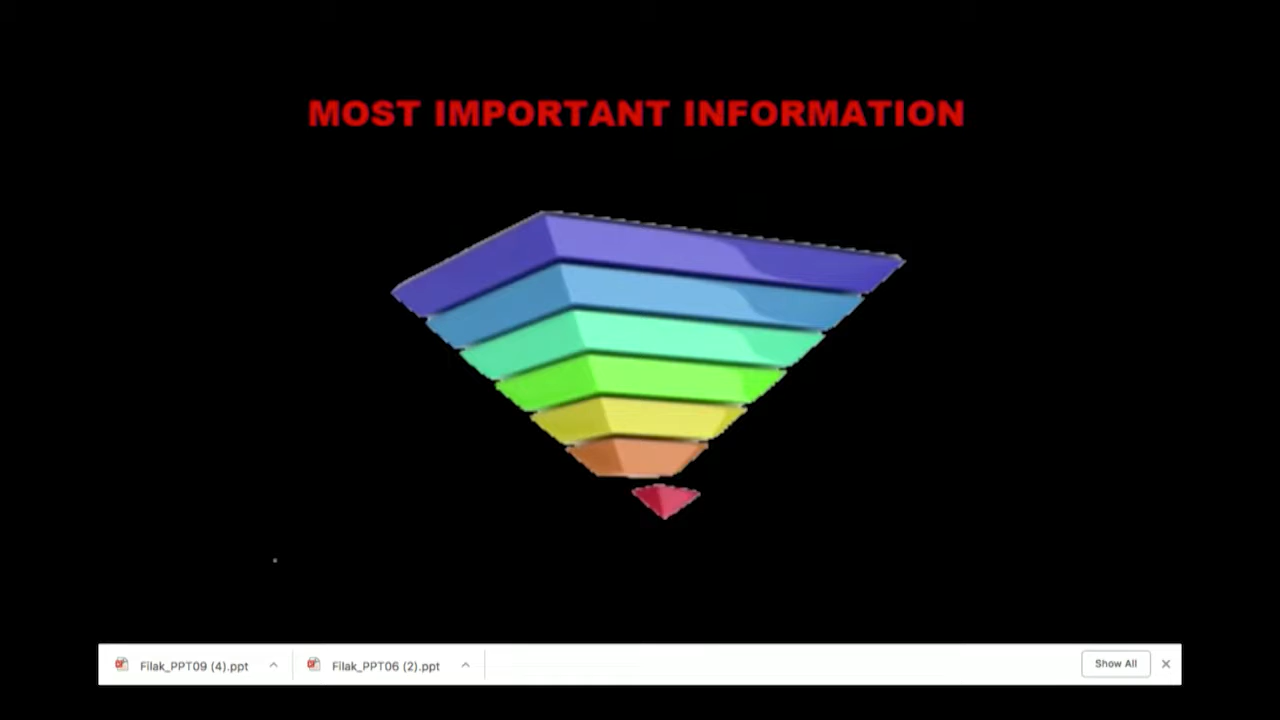 MOST IMPORTANT INFORMATION
Filak_PPT09 (4).ppt
Filak_PPT06 (2).ppt
Show All